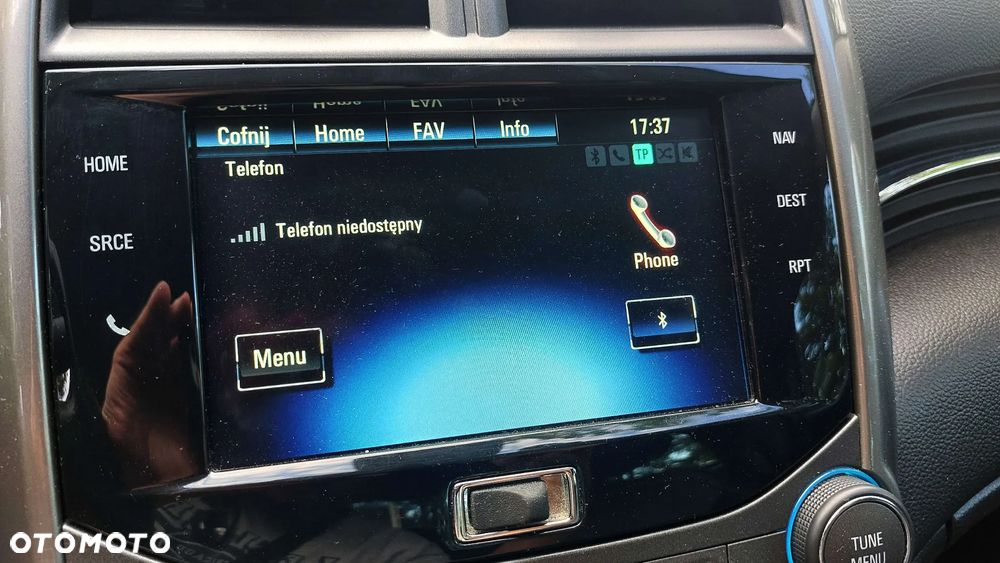 Cofnij Home FAV Info 17:37
TP
Telefon
Telefon niedostępny
Phone
Menu
HOME
SRCE
NAV
DEST
RPT
TUNE
MENU
OTOMOTO